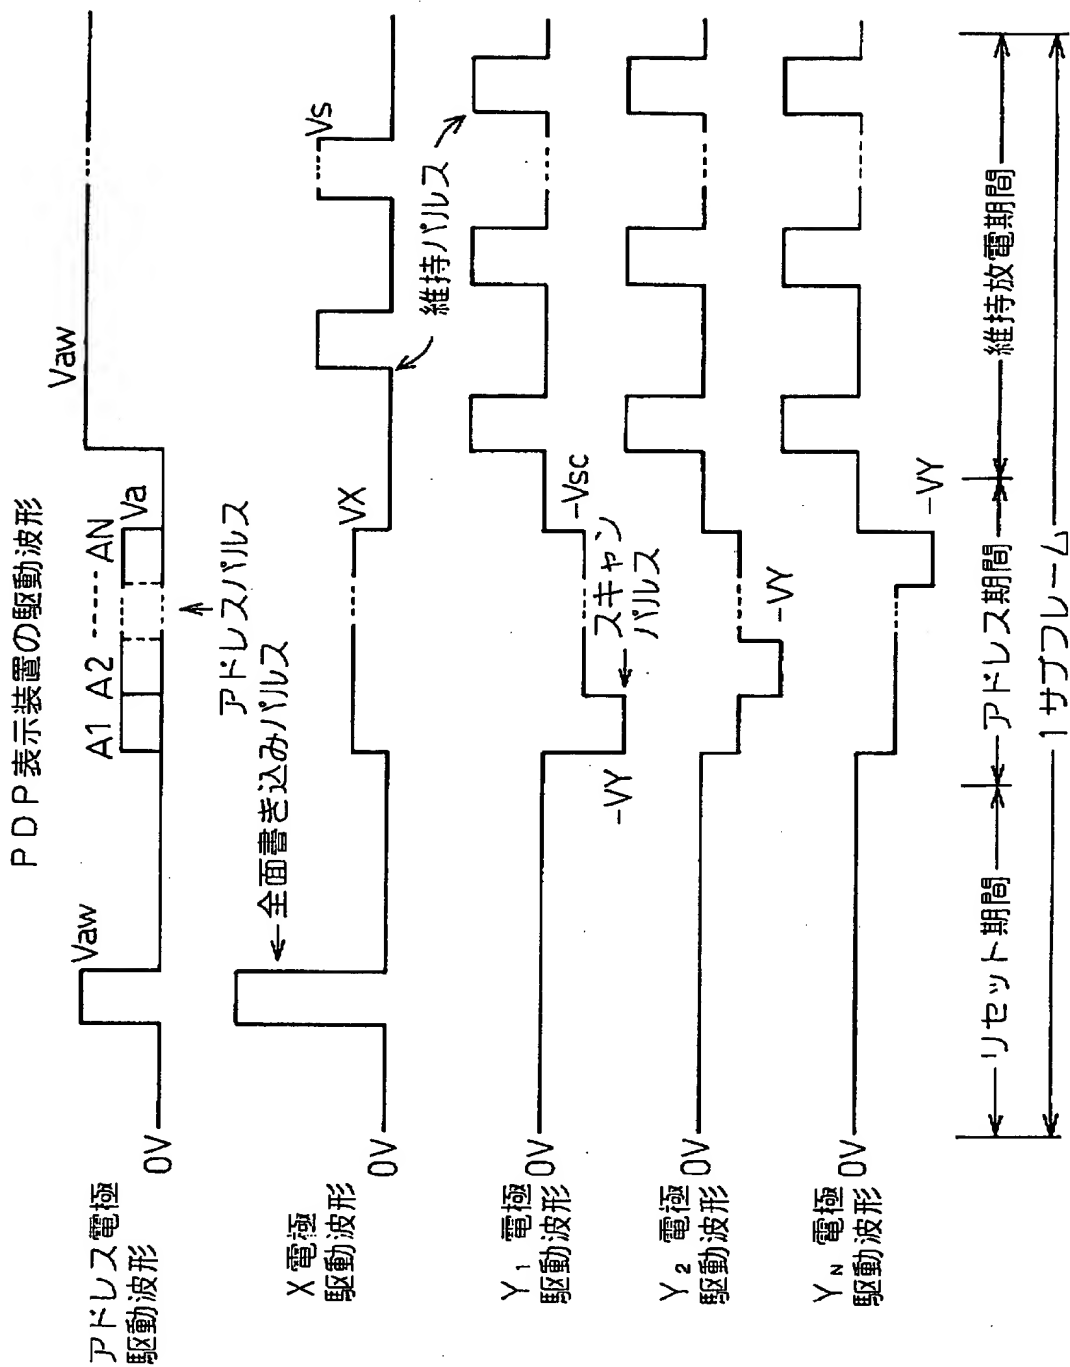 PDP表示装置の駆動波形
アドレス電極
駆動波形
0V
Vaw
A1 A2 ------ AN
Va
Vaw
アドレスパルス
X電極
駆動波形
0V
全面書き込みパルス
VX
Vs
維持パルス
Y₁電極
駆動波形
0V
-VY
スキャン
パルス
-Vsc
Y₂電極
駆動波形
0V
-VY
Y_N電極
駆動波形
0V
-VY
リセット期間
アドレス期間
維持放電期間
1サブフレーム